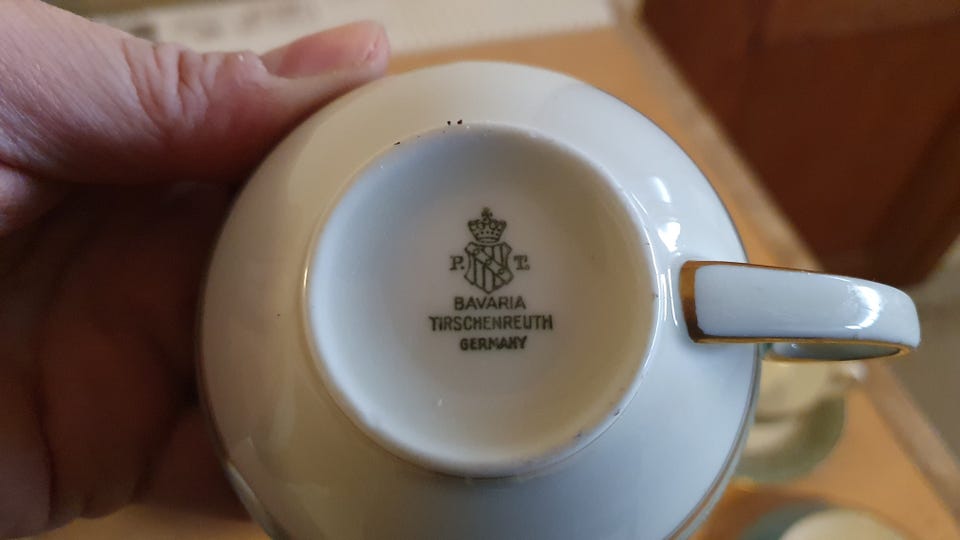 P. T.
BAVARIA
TIRSCHENREUTH
GERMANY